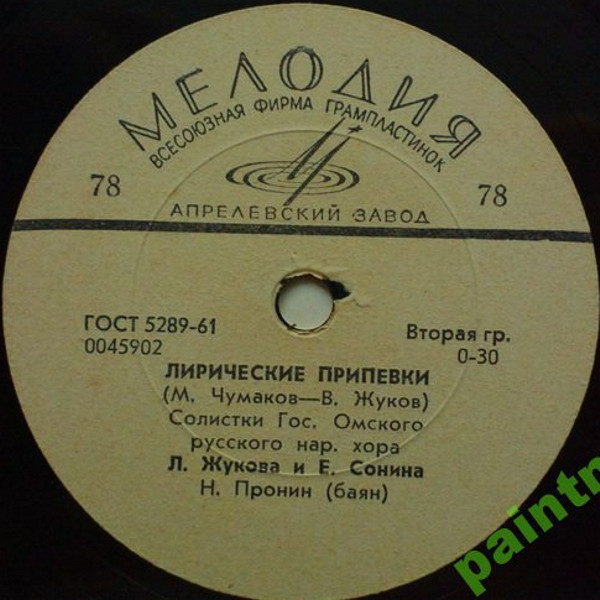 МЕЛОДИЯ
ВСЕСОЮЗНАЯ ФИРМА ГРАМПЛАСТИНОК
78 78
АПРЕЛЕВСКИЙ ЗАВОД
ГОСТ 5289-61 Вторая гр.
0045902 0-30
ЛИРИЧЕСКИЕ ПРИПЕВКИ
(М. Чумаков—В. Жуков)
Солистки Гос. Омского
русского нар. хора
Л. Жукова и Е. Сонина
Н. Пронин (баян)